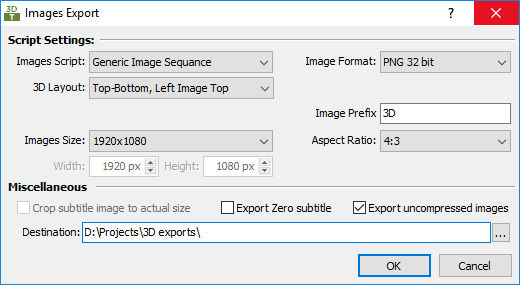 3D
T
Images Export
?
Script Settings:
Images Script: Generic Image Sequance Image Format: PNG 32 bit
3D Layout: Top-Bottom, Left Image Top
Image Prefix 3D
Images Size: 1920x1080 Aspect Ratio: 4:3
Width: 1920 px Height: 1080 px
Miscellaneous
Crop subtitle image to actual size Export Zero subtitle Export uncompressed images
Destination: D:\Projects\3D exports\ ...
OK Cancel